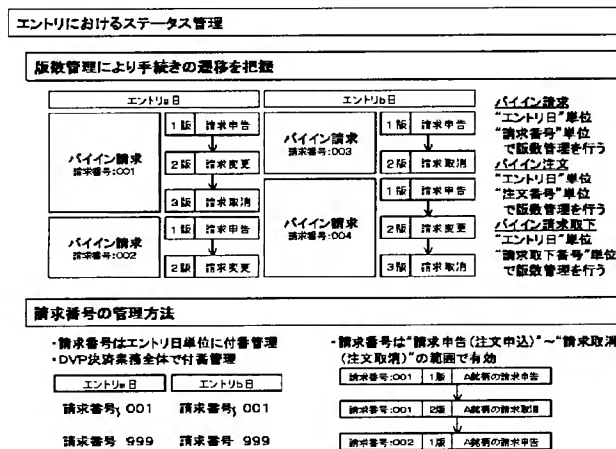 エントリにおけるステータス管理
版数管理により手続きの遷移を把握
エントリa日
エントリb日
バイイン請求
請求番号:001
1版 請求申告
2版 請求変更
3版 請求取消
バイイン請求
請求番号:002
1版 請求申告
2版 請求変更
バイイン請求
請求番号:003
1版 請求申告
2版 請求取消
バイイン請求
請求番号:004
1版 請求申告
2版 請求変更
3版 請求取消
バイイン請求
“エントリ日”単位
“請求番号”単位
で版数管理を行う
バイイン注文
“エントリ日”単位
“注文番号”単位
で版数管理を行う
バイイン請求取下
“エントリ日”単位
“請求取下番号”単位
で版数管理を行う
請求番号の管理方法
・請求番号はエントリ日単位に付番管理
・DVP決済業務全体で付番管理
エントリa日 エントリb日
請求番号 001 請求番号 001
請求番号 999 請求番号 999
・請求番号は“請求申告(注文申込)”~“請求取消
(注文取消)”の範囲で有効
請求番号:001 1版 A銘柄の請求申告
請求番号:001 2版 A銘柄の請求取消
請求番号:002 1版 A銘柄の請求申告